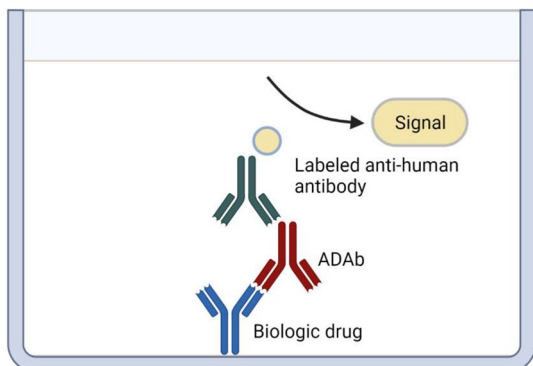 Signal
Labeled anti-human
antibody
ADAb
Biologic drug